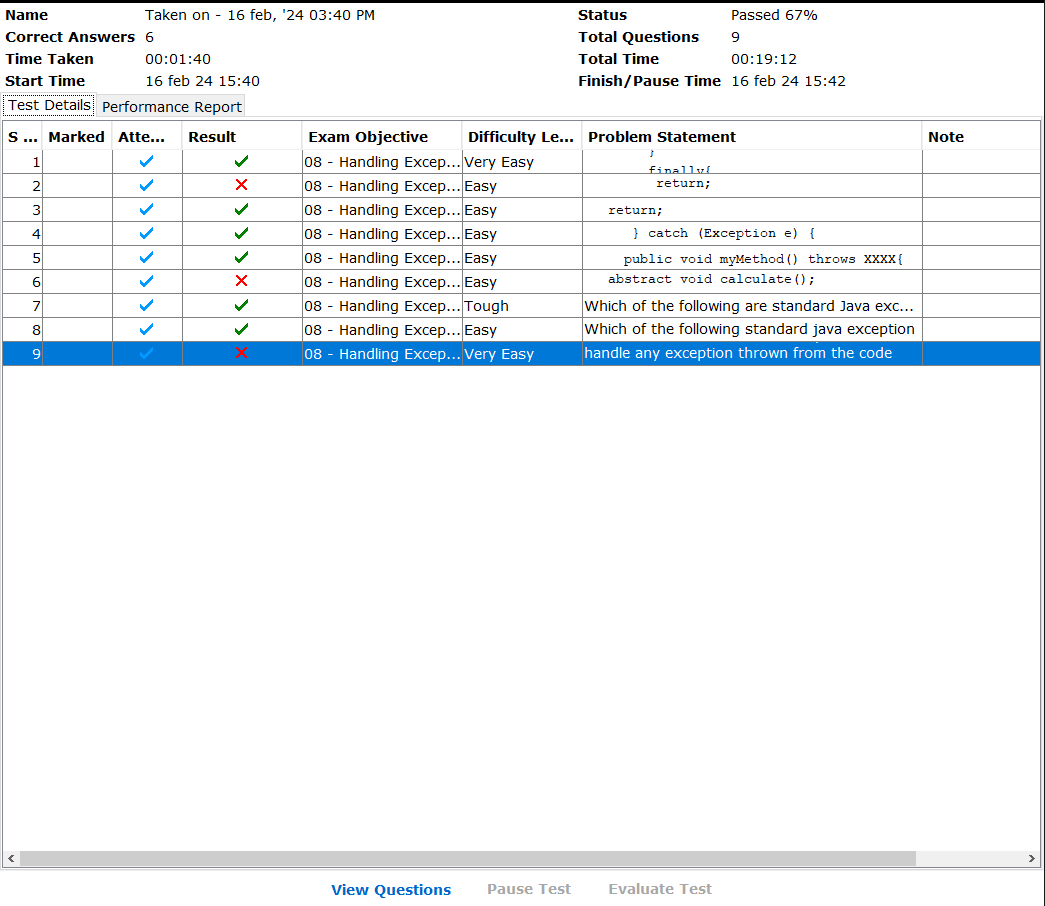 Name Taken on - 16 feb, '24 03:40 PM Status Passed 67%
Correct Answers 6 Total Questions 9
Time Taken 00:01:40 Total Time 00:19:12
Start Time 16 feb 24 15:40 Finish/Pause Time 16 feb 24 15:42
Test Details Performance Report
S ... Marked Atte... Result Exam Objective Difficulty Le... Problem Statement Note
1 08 - Handling Excep... Very Easy } finally{
2 08 - Handling Excep... Easy return;
3 08 - Handling Excep... Easy return;
4 08 - Handling Excep... Easy } catch (Exception e) {
5 08 - Handling Excep... Easy public void myMethod() throws XXXX{
6 08 - Handling Excep... Easy abstract void calculate();
7 08 - Handling Excep... Tough Which of the following are standard Java exc...
8 08 - Handling Excep... Easy Which of the following standard java exception
9 08 - Handling Excep... Very Easy handle any exception thrown from the code
View Questions Pause Test Evaluate Test